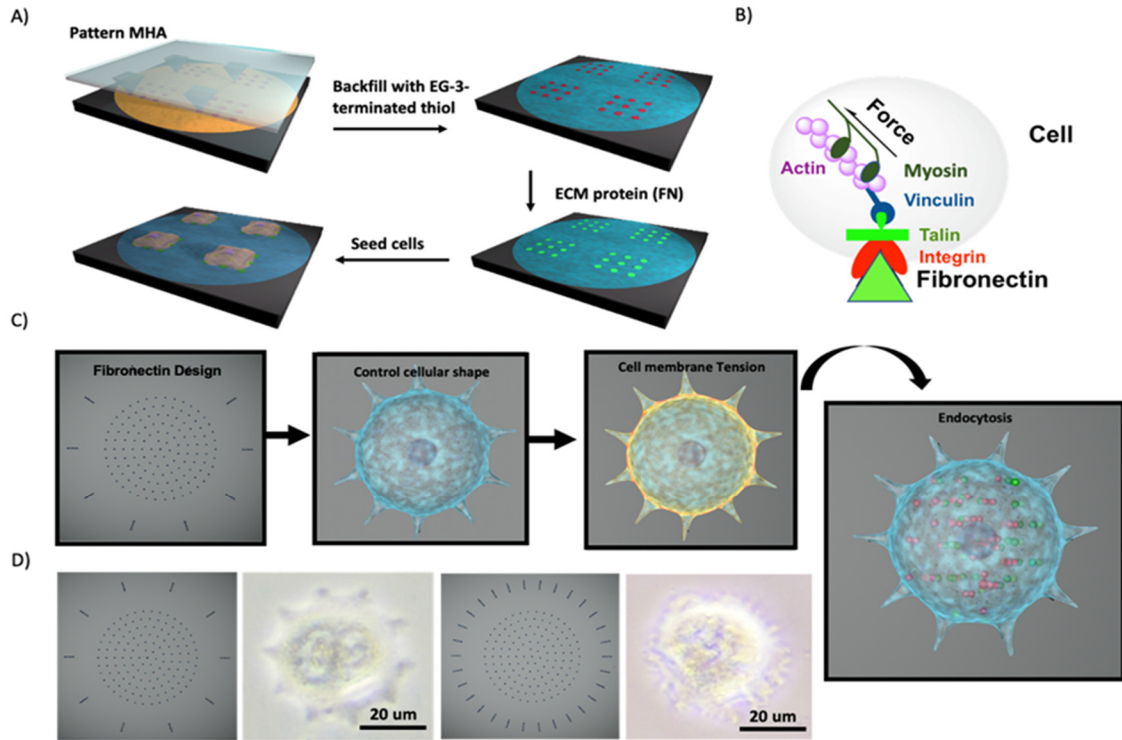 A)
Pattern MHA
Backfill with EG-3-
terminated thiol
ECM protein (FN)
Seed cells
B)
Force
Cell
Actin
Myosin
Vinculin
Talin
Integrin
Fibronectin
C)
Fibronectin Design
Control cellular shape
Cell membrane Tension
Endocytosis
D)
20 um
20 um